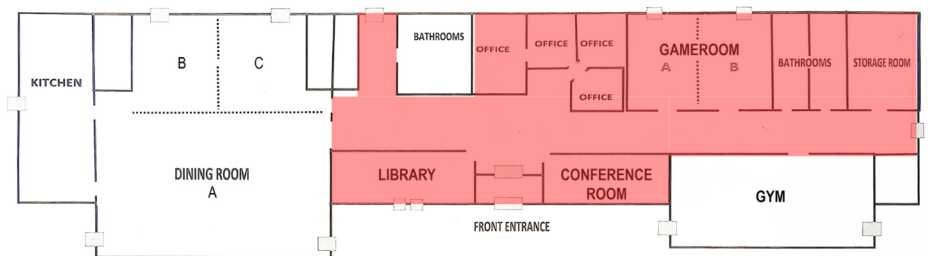 BATHROOMS
OFFICE
OFFICE
OFFICE
GAMEROOM
A
B
BATHROOMS
STORAGE ROOM
B
C
KITCHEN
OFFICE
DINING ROOM
A
LIBRARY
CONFERENCE
ROOM
GYM
FRONT ENTRANCE